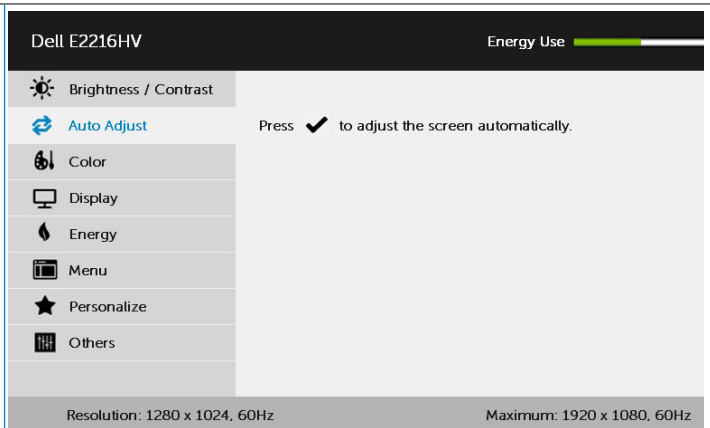 Dell E2216HV
Energy Use
Brightness / Contrast
Auto Adjust
Press ✔ to adjust the screen automatically.
Color
Display
Energy
Menu
Personalize
Others
Resolution: 1280 x 1024, 60Hz
Maximum: 1920 x 1080, 60Hz